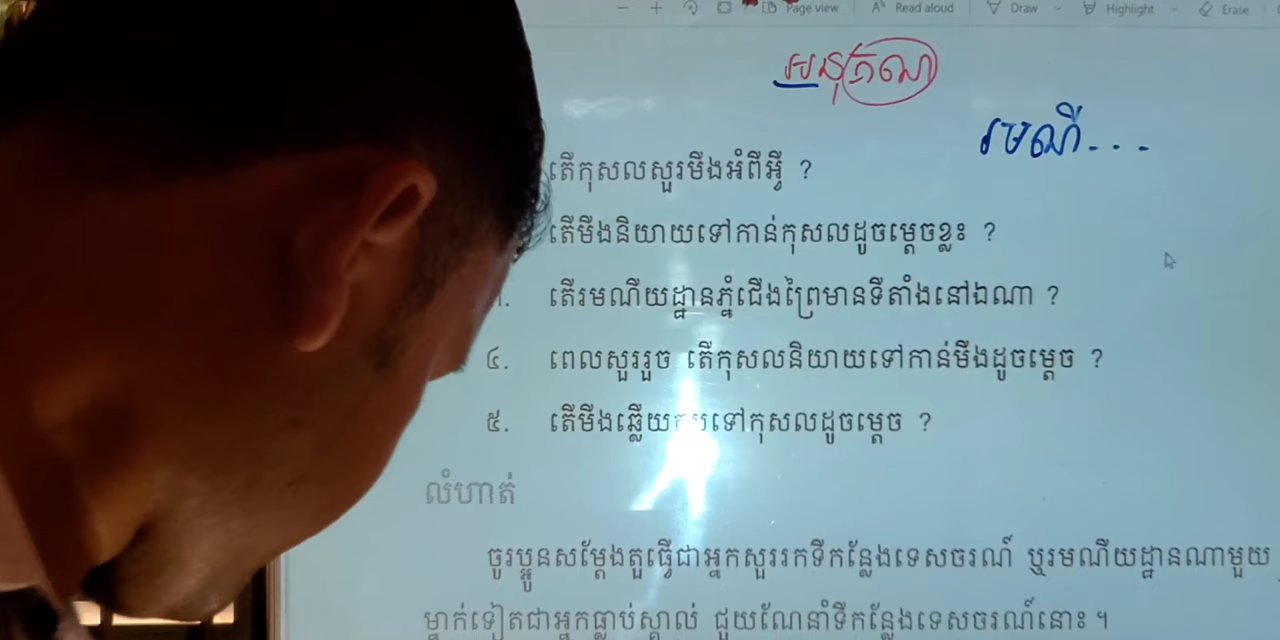 Page view Read aloud Draw Highlight Erase
រមណី...
តើកុសលសួរមីងអំពីអ្វី ?
តើមីងនិយាយទៅកាន់កុសលដូចម្ដេចខ្លះ ?
តើរមណីយដ្ឋានភ្នំជើងព្រៃមានទីតាំងនៅឯណា ?
៤. ពេលសួររួច តើកុសលនិយាយទៅកាន់មីងដូចម្ដេច ?
៥. តើមីងឆ្លើយតបទៅកុសលដូចម្ដេច ?
លំហាត់
ចូរប្អូនសម្ដែងតួធ្វើជាអ្នកសួររកទីកន្លែងទេសចរណ៍ ឬរមណីយដ្ឋានណាមួយ
ម្នាក់ទៀតជាអ្នកធ្លាប់ស្គាល់ ជួយណែនាំទីកន្លែងទេសចរណ៍នោះ ។